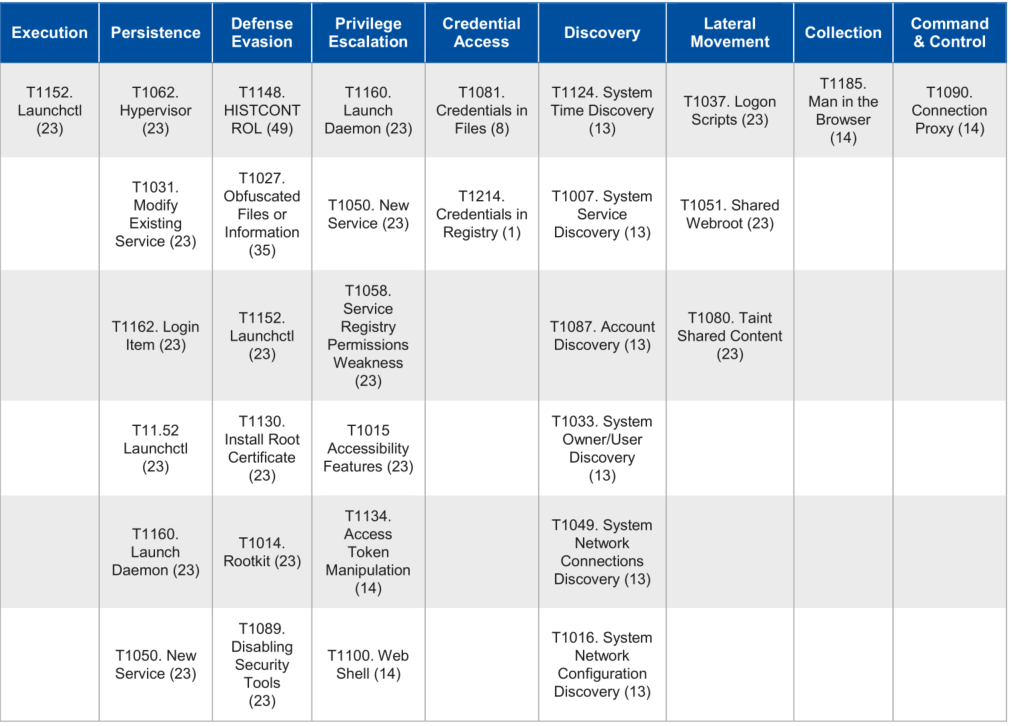 Execution
Persistence
Defense
Evasion
Privilege
Escalation
Credential
Access
Discovery
Lateral
Movement
Collection
Command
& Control
T1152.
Launchctl
(23)
T1062.
Hypervisor
(23)
T1148.
HISTCONT
ROL (49)
T1160.
Launch
Daemon (23)
T1081.
Credentials in
Files (8)
T1124. System
Time Discovery
(13)
T1037. Logon
Scripts (23)
T1185.
Man in the
Browser
(14)
T1090.
Connection
Proxy (14)
T1031.
Modify
Existing
Service (23)
T1027.
Obfuscated
Files or
Information
(35)
T1050. New
Service (23)
T1214.
Credentials in
Registry (1)
T1007. System
Service
Discovery (13)
T1051. Shared
Webroot (23)
T1162. Login
Item (23)
T1152.
Launchctl
(23)
T1058.
Service
Registry
Permissions
Weakness
(23)
T1087. Account
Discovery (13)
T1080. Taint
Shared Content
(23)
T11.52
Launchctl
(23)
T1130.
Install Root
Certificate
(23)
T1015
Accessibility
Features (23)
T1033. System
Owner/User
Discovery
(13)
T1160.
Launch
Daemon (23)
T1014.
Rootkit (23)
T1134.
Access
Token
Manipulation
(14)
T1049. System
Network
Connections
Discovery (13)
T1050. New
Service (23)
T1089.
Disabling
Security
Tools
(23)
T1100. Web
Shell (14)
T1016. System
Network
Configuration
Discovery (13)